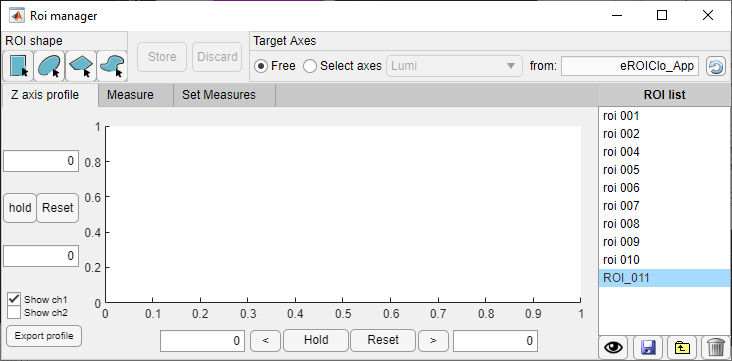 Roi manager
ROI shape
Store
Discard
Target Axes
Free
Select axes
Lumi
from:
eROIClo_App
Z axis profile
Measure
Set Measures
ROI list
roi 001
roi 002
roi 004
roi 005
roi 006
roi 007
roi 008
roi 009
roi 010
ROI_011
0
hold
Reset
0
Show ch1
Show ch2
Export profile
1
0.8
0.6
0.4
0.2
0
0 0.1 0.2 0.3 0.4 0.5 0.6 0.7 0.8 0.9 1
0
<
Hold
Reset
>
0